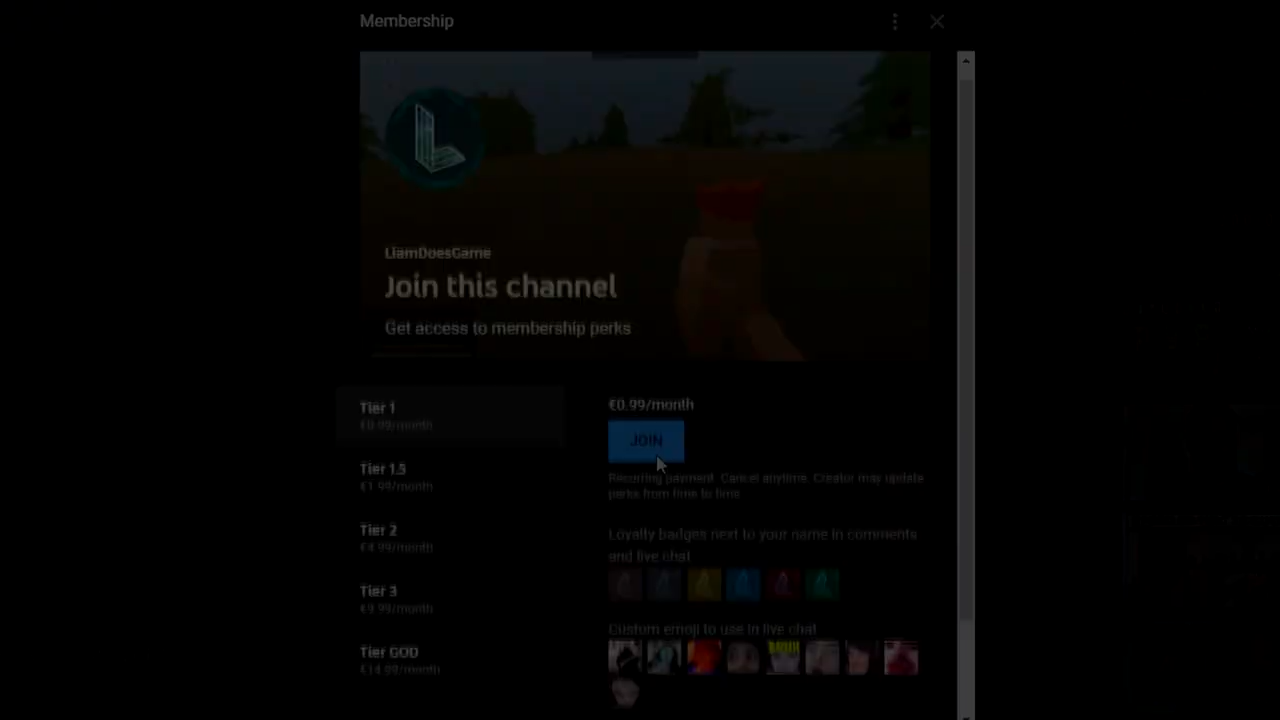 Membership
LiamDoesGame
Join this channel
Get access to membership perks
Tier 1
€0.99/month
Tier 1.5
€1.99/month
Tier 2
€4.99/month
Tier 3
€9.99/month
Tier GOD
€14.99/month
€0.99/month
JOIN
Recurring payment. Cancel anytime. Creator may update
perks from time to time.
Loyalty badges next to your name in comments
and live chat
Custom emoji to use in live chat